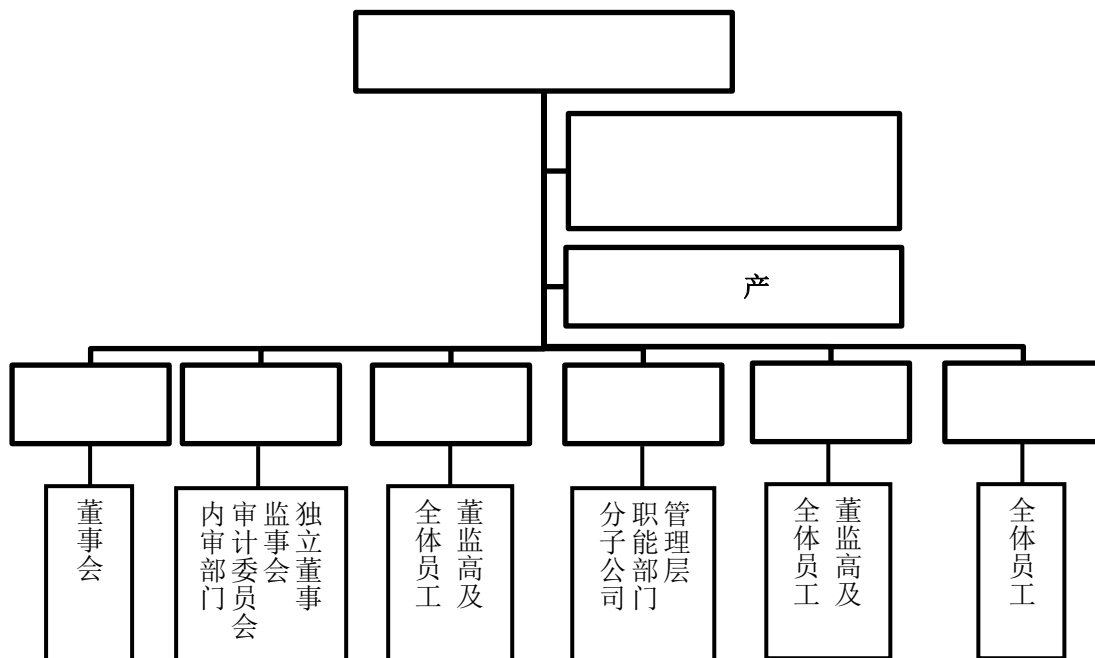 产
董事会
独立董事
监事会
审计委员会
内审部门
董监高及
全体员工
管理层
职能部门
分子公司
董监高及
全体员工
全体员工